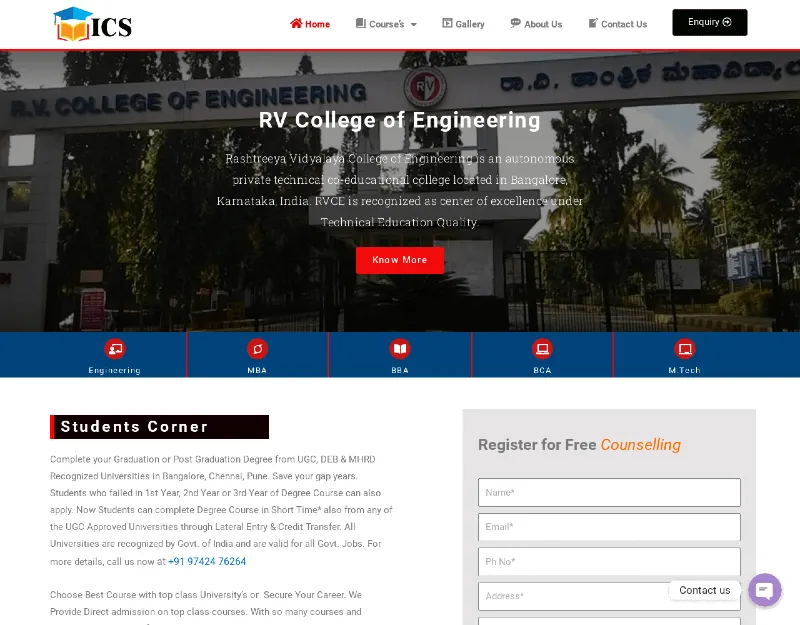 ICS
Home
Course's
Gallery
About Us
Contact Us
Enquiry
R.V. COLLEGE OF ENGINEERING
RV
RV College of Engineering
Rashtreeya Vidyalaya College of Engineering is an autonomous
private technical co-educational college located in Bangalore,
Karnataka, India. RVCE is recognized as center of excellence under
Technical Education Quality.
Know More
Engineering
MBA
BBA
BCA
M.Tech
Students Corner
Complete your Graduation or Post Graduation Degree from UGC, DEB & MHRD
Recognized Universities in Bangalore, Chennai, Pune. Save your gap years.
Students who failed in 1st Year, 2nd Year or 3rd Year of Degree Course can also
apply. Now Students can complete Degree Course in Short Time* also from any of
the UGC Approved Universities through Lateral Entry & Credit Transfer. All
Universities are recognized by Govt. of India and are valid for all Govt. Jobs. For
more details, call us now at +91 97424 76264
Choose Best Course with top class University's or Secure Your Career. We
Provide Direct admission on top class courses. With so many courses and
Register for Free Counselling
Name*
Email*
Ph No*
Address*
Contact us